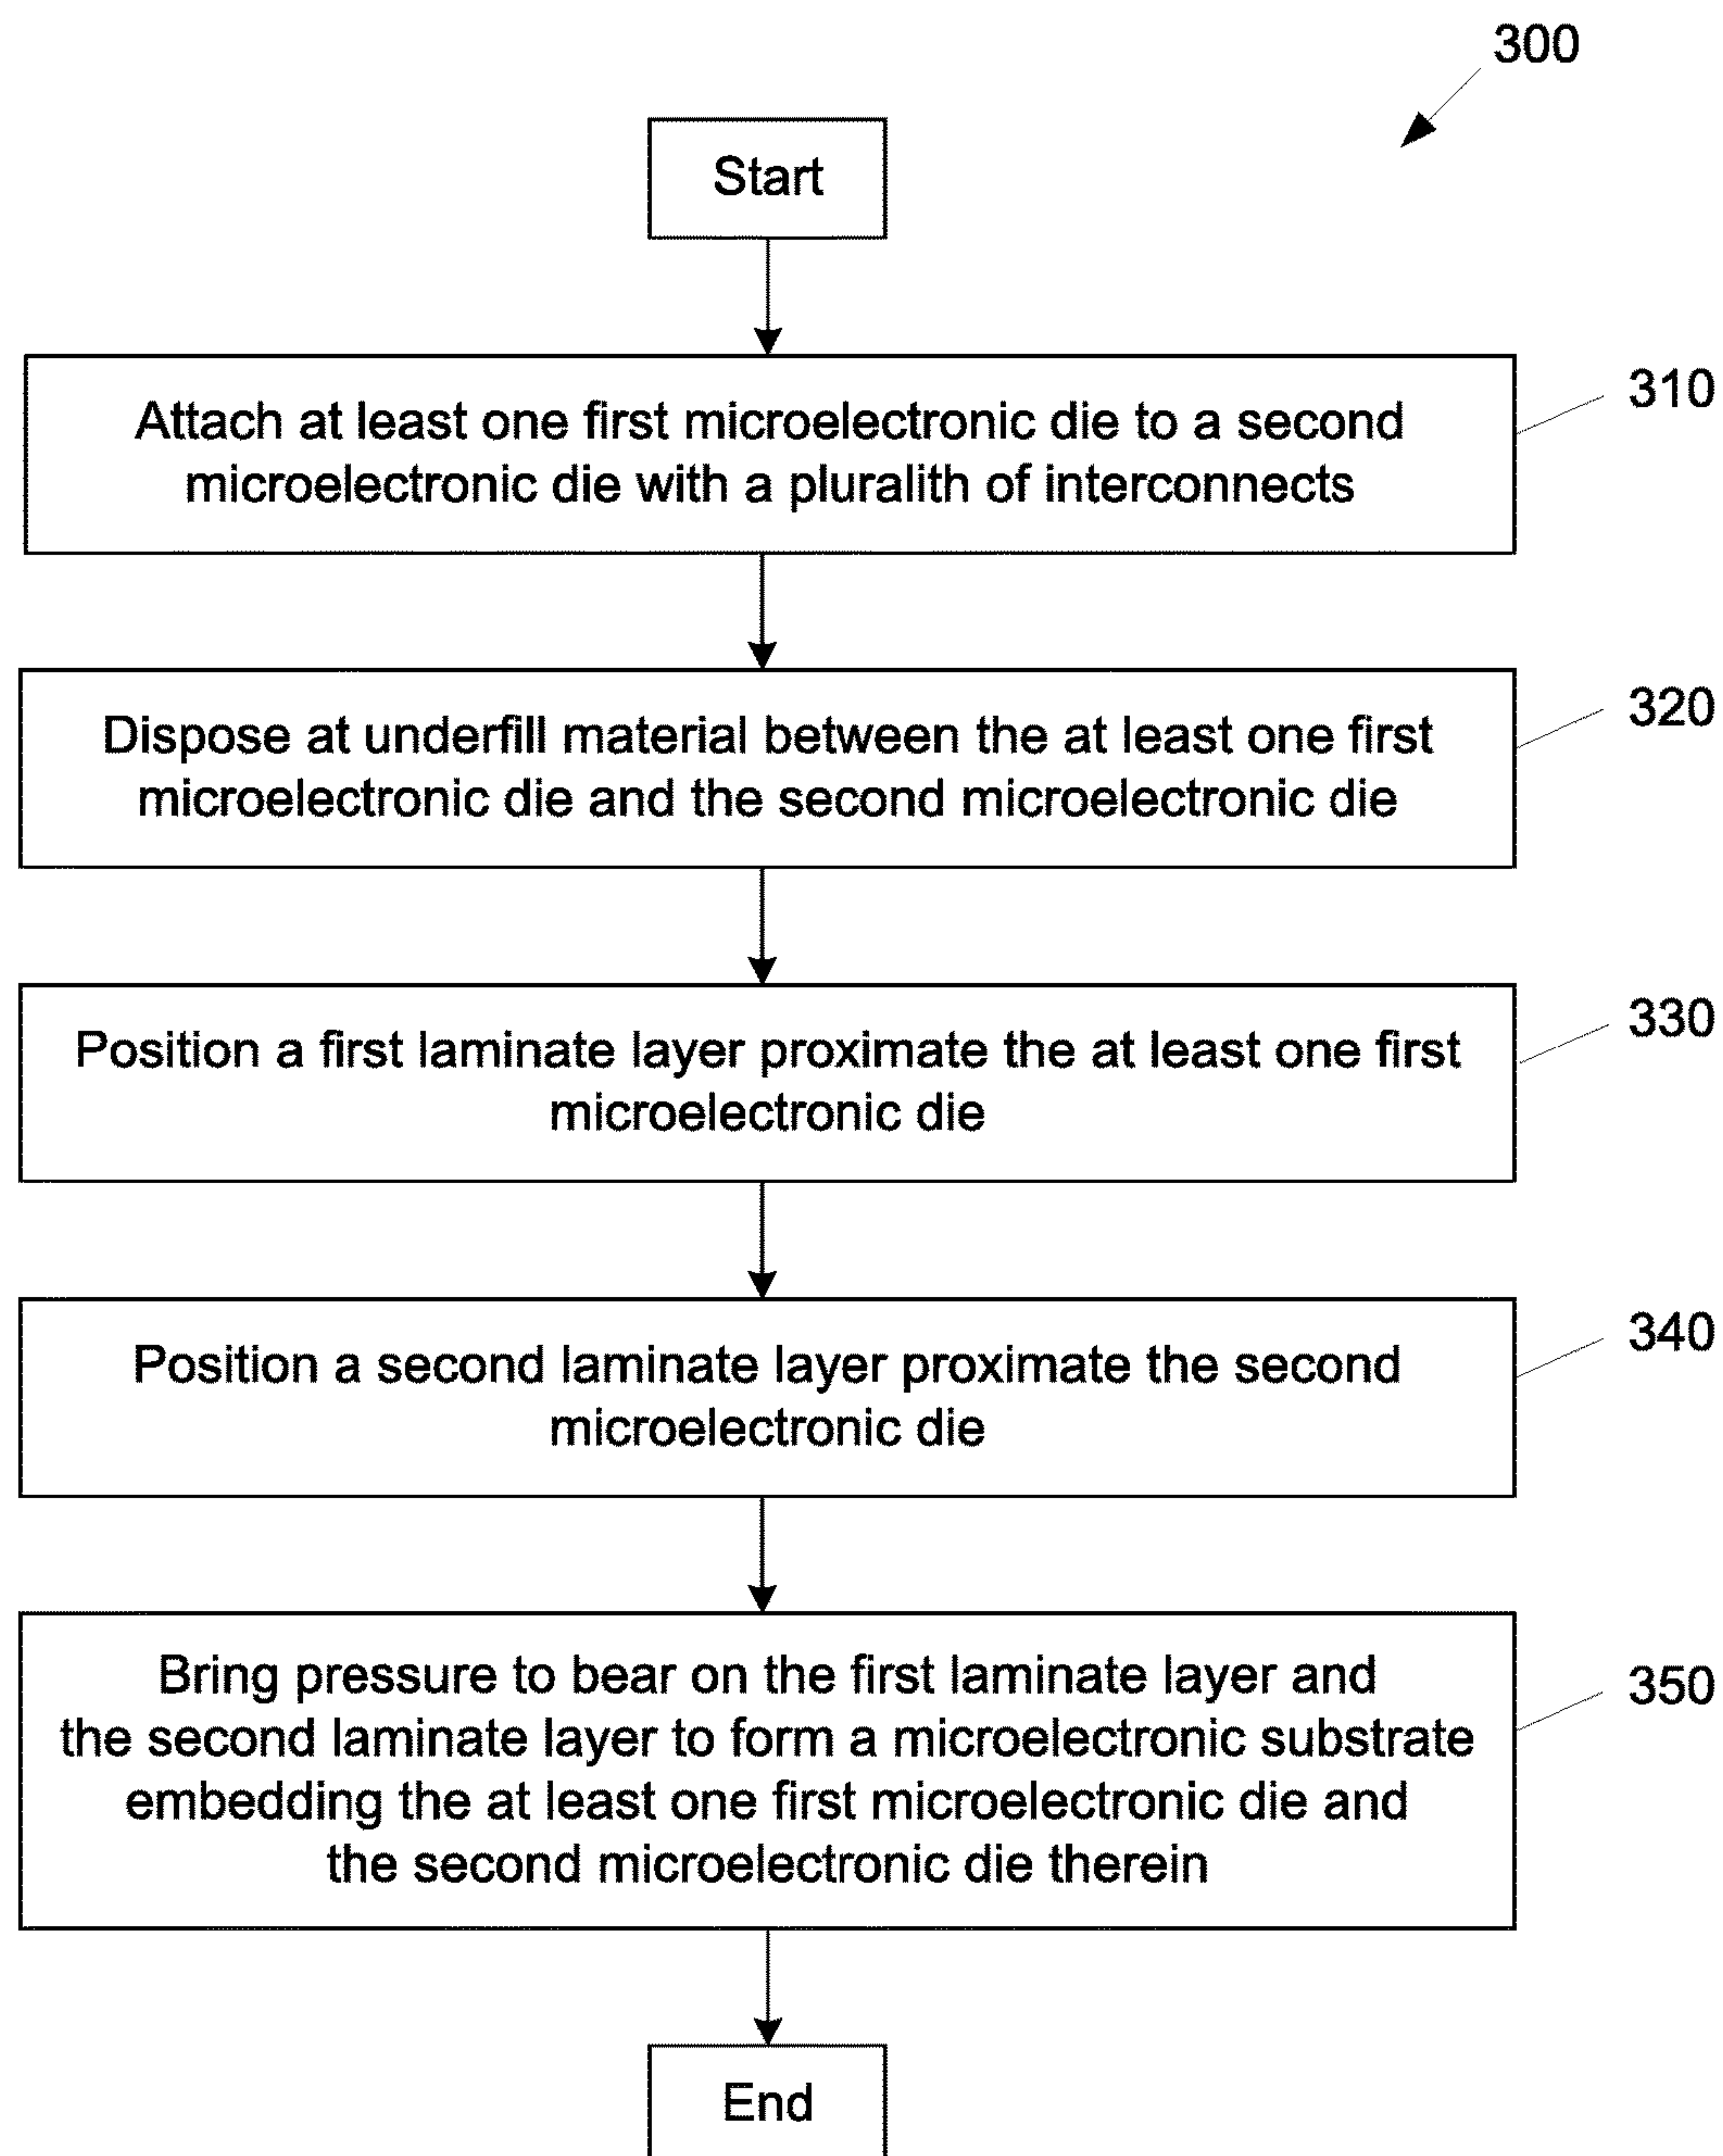 300
Start
310
Attach at least one first microelectronic die to a second
microelectronic die with a pluralith of interconnects
320
Dispose at underfill material between the at least one first
microelectronic die and the second microelectronic die
330
Position a first laminate layer proximate the at least one first
microelectronic die
340
Position a second laminate layer proximate the second
microelectronic die
350
Bring pressure to bear on the first laminate layer and
the second laminate layer to form a microelectronic substrate
embedding the at least one first microelectronic die and
the second microelectronic die therein
End